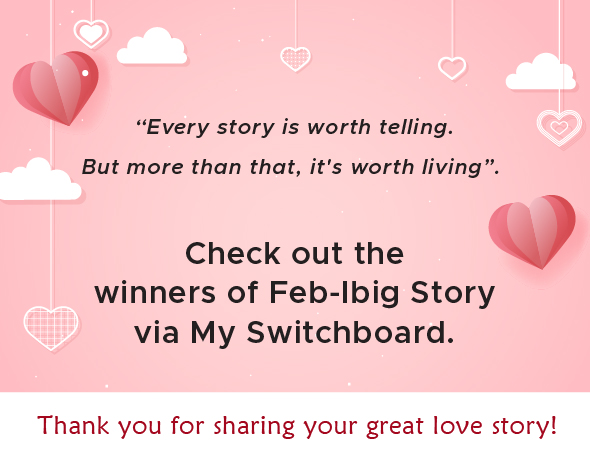 “Every story is worth telling.
But more than that, it's worth living”.
Check out the
winners of Feb-Ibig Story
via My Switchboard.
Thank you for sharing your great love story!